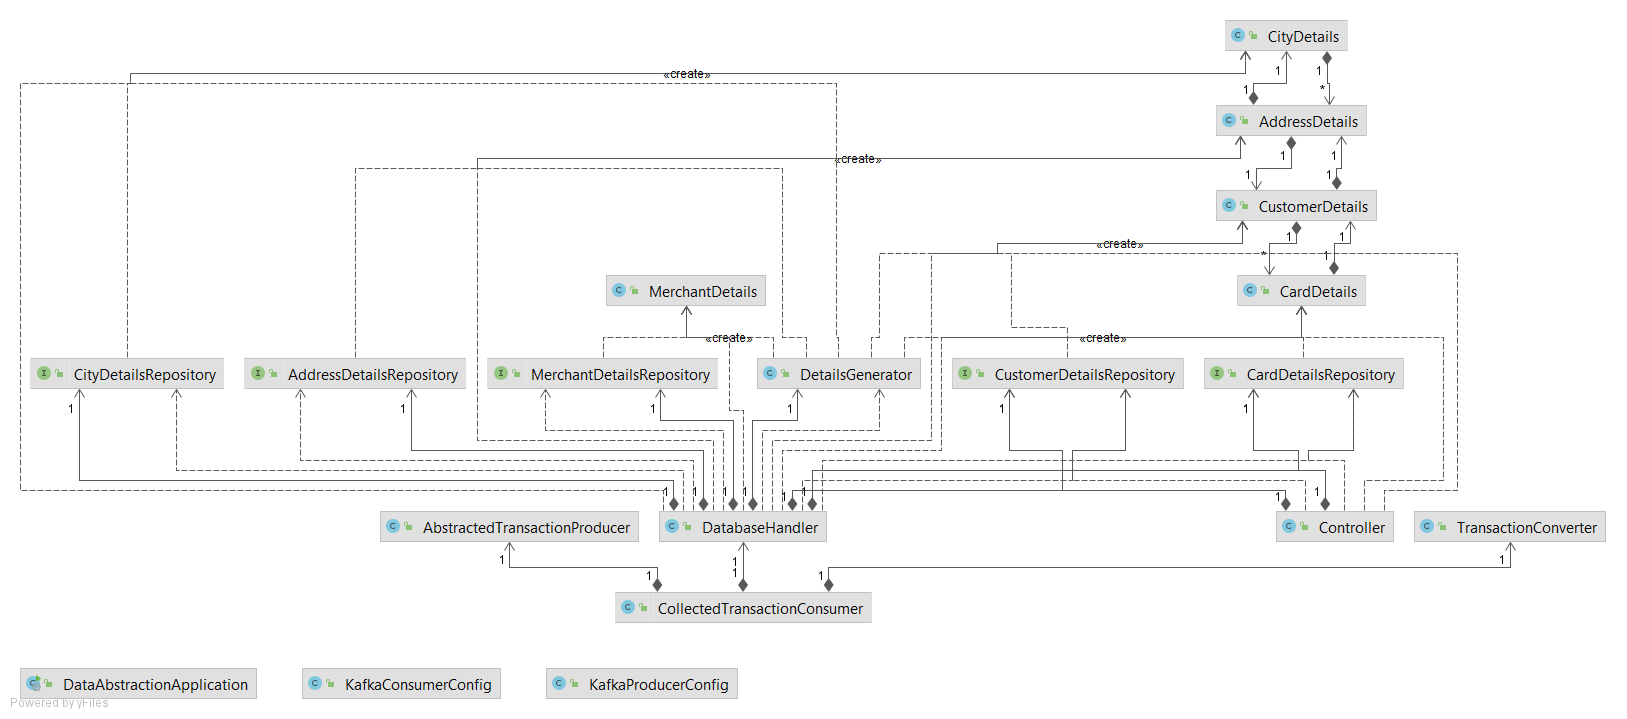 CityDetails
1
1
«create»
1
*
AddressDetails
1
1
«create»
1
1
CustomerDetails
1
1
«create»
*
1
MerchantDetails
CardDetails
«create»
«create»
CityDetailsRepository
AddressDetailsRepository
MerchantDetailsRepository
DetailsGenerator
CustomerDetailsRepository
CardDetailsRepository
1
1
1
1
1
1
1
1
1
1
1
1
1
1
AbstractedTransactionProducer
DatabaseHandler
Controller
TransactionConverter
1
1
1
1
1
1
CollectedTransactionConsumer
DataAbstractionApplication
KafkaConsumerConfig
KafkaProducerConfig
Powered by yFiles